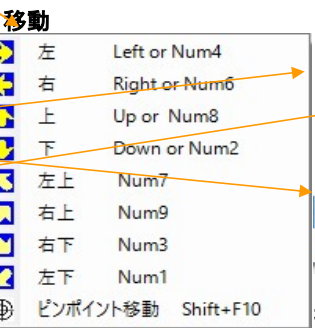 移動
左 Left or Num4
右 Right or Num6
上 Up or Num8
下 Down or Num2
左上 Num7
右上 Num9
右下 Num3
左下 Num1
ピンポイント移動 Shift+F10